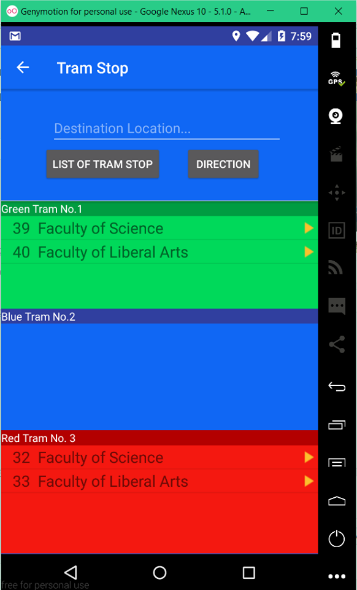 Genymotion for personal use - Google Nexus 10 - 5.1.0 - A...
7:59
Tram Stop
GPS
Destination Location...
LIST OF TRAM STOP
DIRECTION
ID
Green Tram No.1
39 Faculty of Science
40 Faculty of Liberal Arts
Blue Tram No.2
Red Tram No. 3
32 Faculty of Science
33 Faculty of Liberal Arts
free for personal use